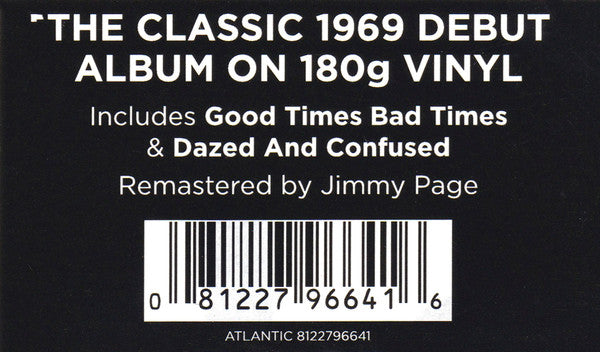 THE CLASSIC 1969 DEBUT
ALBUM ON 180g VINYL
Includes Good Times Bad Times
& Dazed And Confused
Remastered by Jimmy Page
0 81227 96641 6
ATLANTIC 8122796641